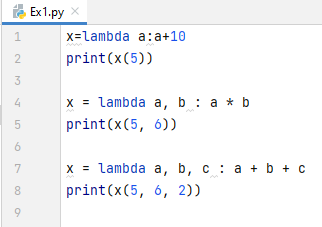 Ex1.py
1 x=lambda a:a+10
2 print(x(5))
3
4 x = lambda a, b : a * b
5 print(x(5, 6))
6
7 x = lambda a, b, c : a + b + c
8 print(x(5, 6, 2))
9